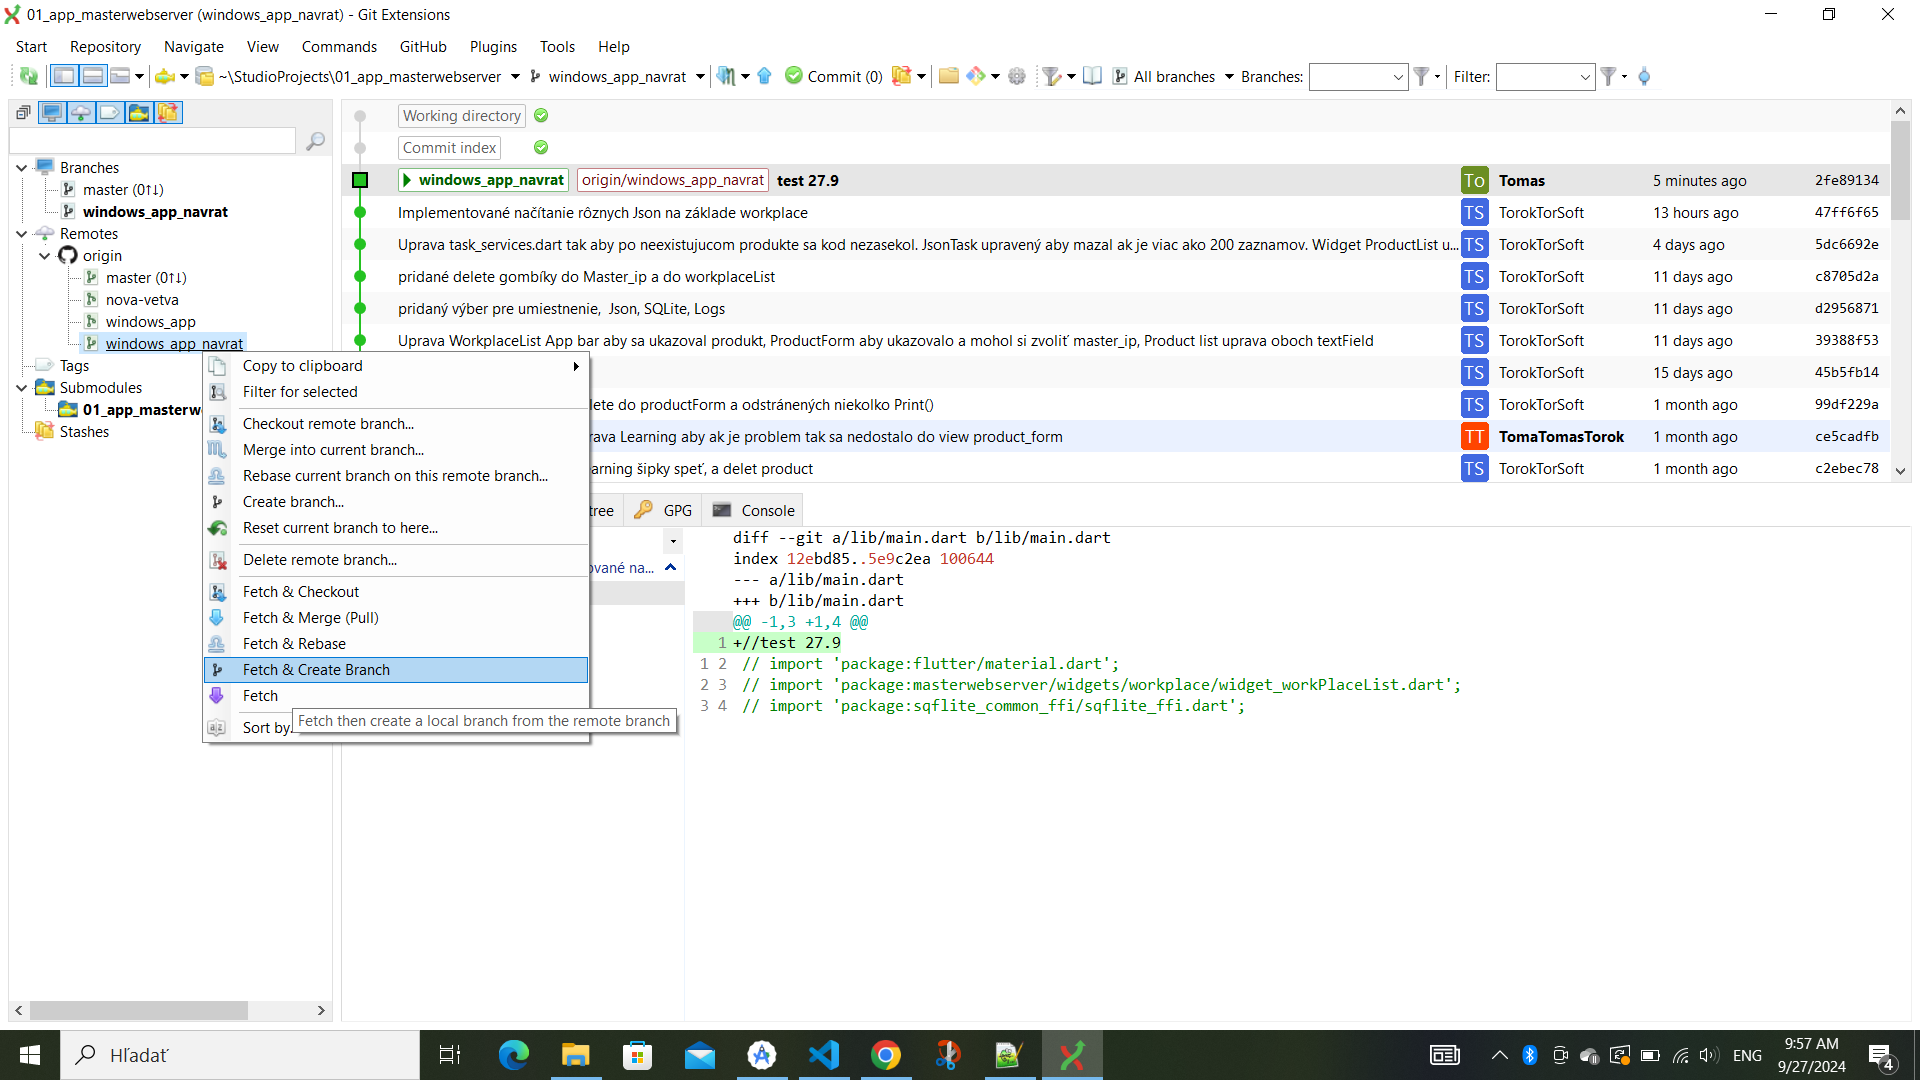 01_app_masterwebserver (windows_app_navrat) - Git Extensions
Start Repository Navigate View Commands GitHub Plugins Tools Help
~\StudioProjects\01_app_masterwebserver windows_app_navrat Commit (0) All branches Branches: Filter:
Branches
master (0↑↓)
windows_app_navrat
Remotes
origin
master (0↑↓)
nova-vetva
windows_app
windows_app_navrat
Tags
Submodules
01_app_masterw
Stashes
Working directory
Commit index
windows_app_navrat origin/windows_app_navrat test 27.9 To Tomas 5 minutes ago 2fe89134
Implementované načítanie rôznych Json na základe workplace TS TorokTorSoft 13 hours ago 47ff6f65
Uprava task_services.dart tak aby po neexistujucom produkte sa kod nezasekol. JsonTask upravený aby mazal ak je viac ako 200 zaznamov. Widget ProductList u... TS TorokTorSoft 4 days ago 5dc6692e
pridané delete gombíky do Master_ip a do workplaceList TS TorokTorSoft 11 days ago c8705d2a
pridaný výber pre umiestnenie, Json, SQLite, Logs TS TorokTorSoft 11 days ago d2956871
Uprava WorkplaceList App bar aby sa ukazoval produkt, ProductForm aby ukazovalo a mohol si zvoliť master_ip, Product list uprava oboch textField TS TorokTorSoft 11 days ago 39388f53
TS TorokTorSoft 15 days ago 45b5fb14
lete do productForm a odstránených niekolko Print() TS TorokTorSoft 1 month ago 99df229a
rava Learning aby ak je problem tak sa nedostalo do view product_form TT TomaTomasTorok 1 month ago ce5cadfb
arning šipky speť, a delet product TS TorokTorSoft 1 month ago c2ebec78
Copy to clipboard
Filter for selected
Checkout remote branch...
Merge into current branch...
Rebase current branch on this remote branch...
Create branch...
Reset current branch to here...
Delete remote branch...
Fetch & Checkout
Fetch & Merge (Pull)
Fetch & Rebase
Fetch & Create Branch
Fetch
Sort by.
Fetch then create a local branch from the remote branch
tree GPG Console
ované na...
diff --git a/lib/main.dart b/lib/main.dart
index 12ebd85..5e9c2ea 100644
--- a/lib/main.dart
+++ b/lib/main.dart
@@ -1,3 +1,4 @@
1 +//test 27.9
1 2 // import 'package:flutter/material.dart';
2 3 // import 'package:masterwebserver/widgets/workplace/widget_workPlaceList.dart';
3 4 // import 'package:sqflite_common_ffi/sqflite_ffi.dart';
Hľadať
ENG
9:57 AM
9/27/2024
4